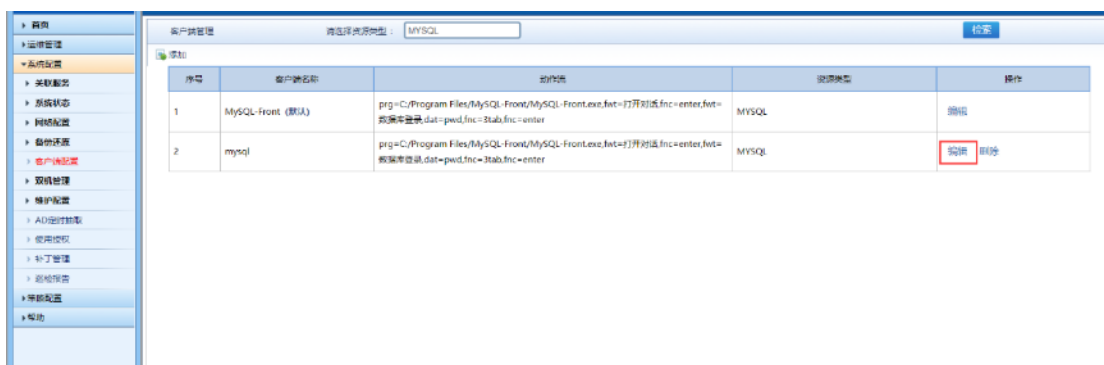 首页
运维管理
系统配置
关联服务
系统状态
网络配置
备份还原
客户端配置
双机管理
维护配置
AD定时抽取
使用授权
补丁管理
巡检报告
策略配置
帮助
客户端管理 请选择资源类型： MYSQL 检索
添加
序号 客户端名称 动作流 资源类型 操作
1 MySQL-Front (默认) prg=C:/Program Files/MySQL-Front/MySQL-Front.exe,fwt=打开对话,fnc=enter,fwt=
数据库登录,dat=pwd,fnc=3tab,fnc=enter MYSQL 编辑
2 mysql prg=C:/Program Files/MySQL-Front/MySQL-Front.exe,fwt=打开对话,fnc=enter,fwt=
数据库登录,dat=pwd,fnc=3tab,fnc=enter MYSQL 编辑 删除